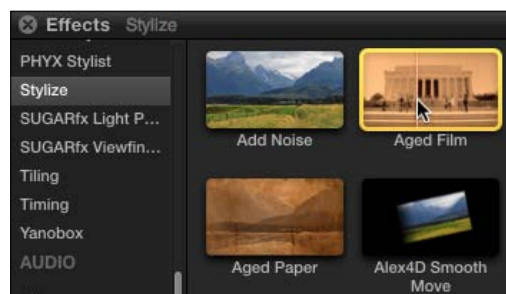 Effects Stylize
PHYX Stylist
Stylize
SUGARfx Light P...
SUGARfx Viewfin...
Tiling
Timing
Yanobox
AUDIO
Add Noise
Aged Film
Aged Paper
Alex4D Smooth
Move